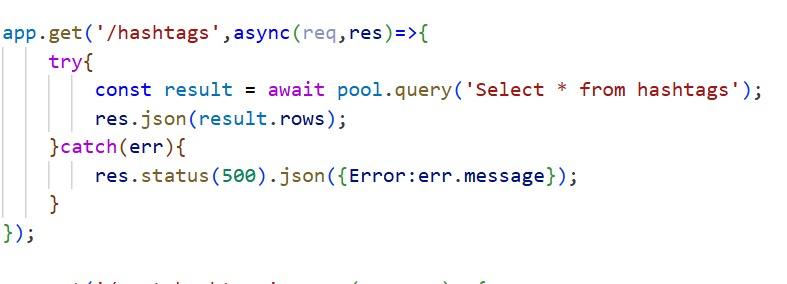 app.get('/hashtags',async(req,res)=>{
try{
const result = await pool.query('Select * from hashtags');
res.json(result.rows);
}catch(err){
res.status(500).json({Error:err.message});
}
});